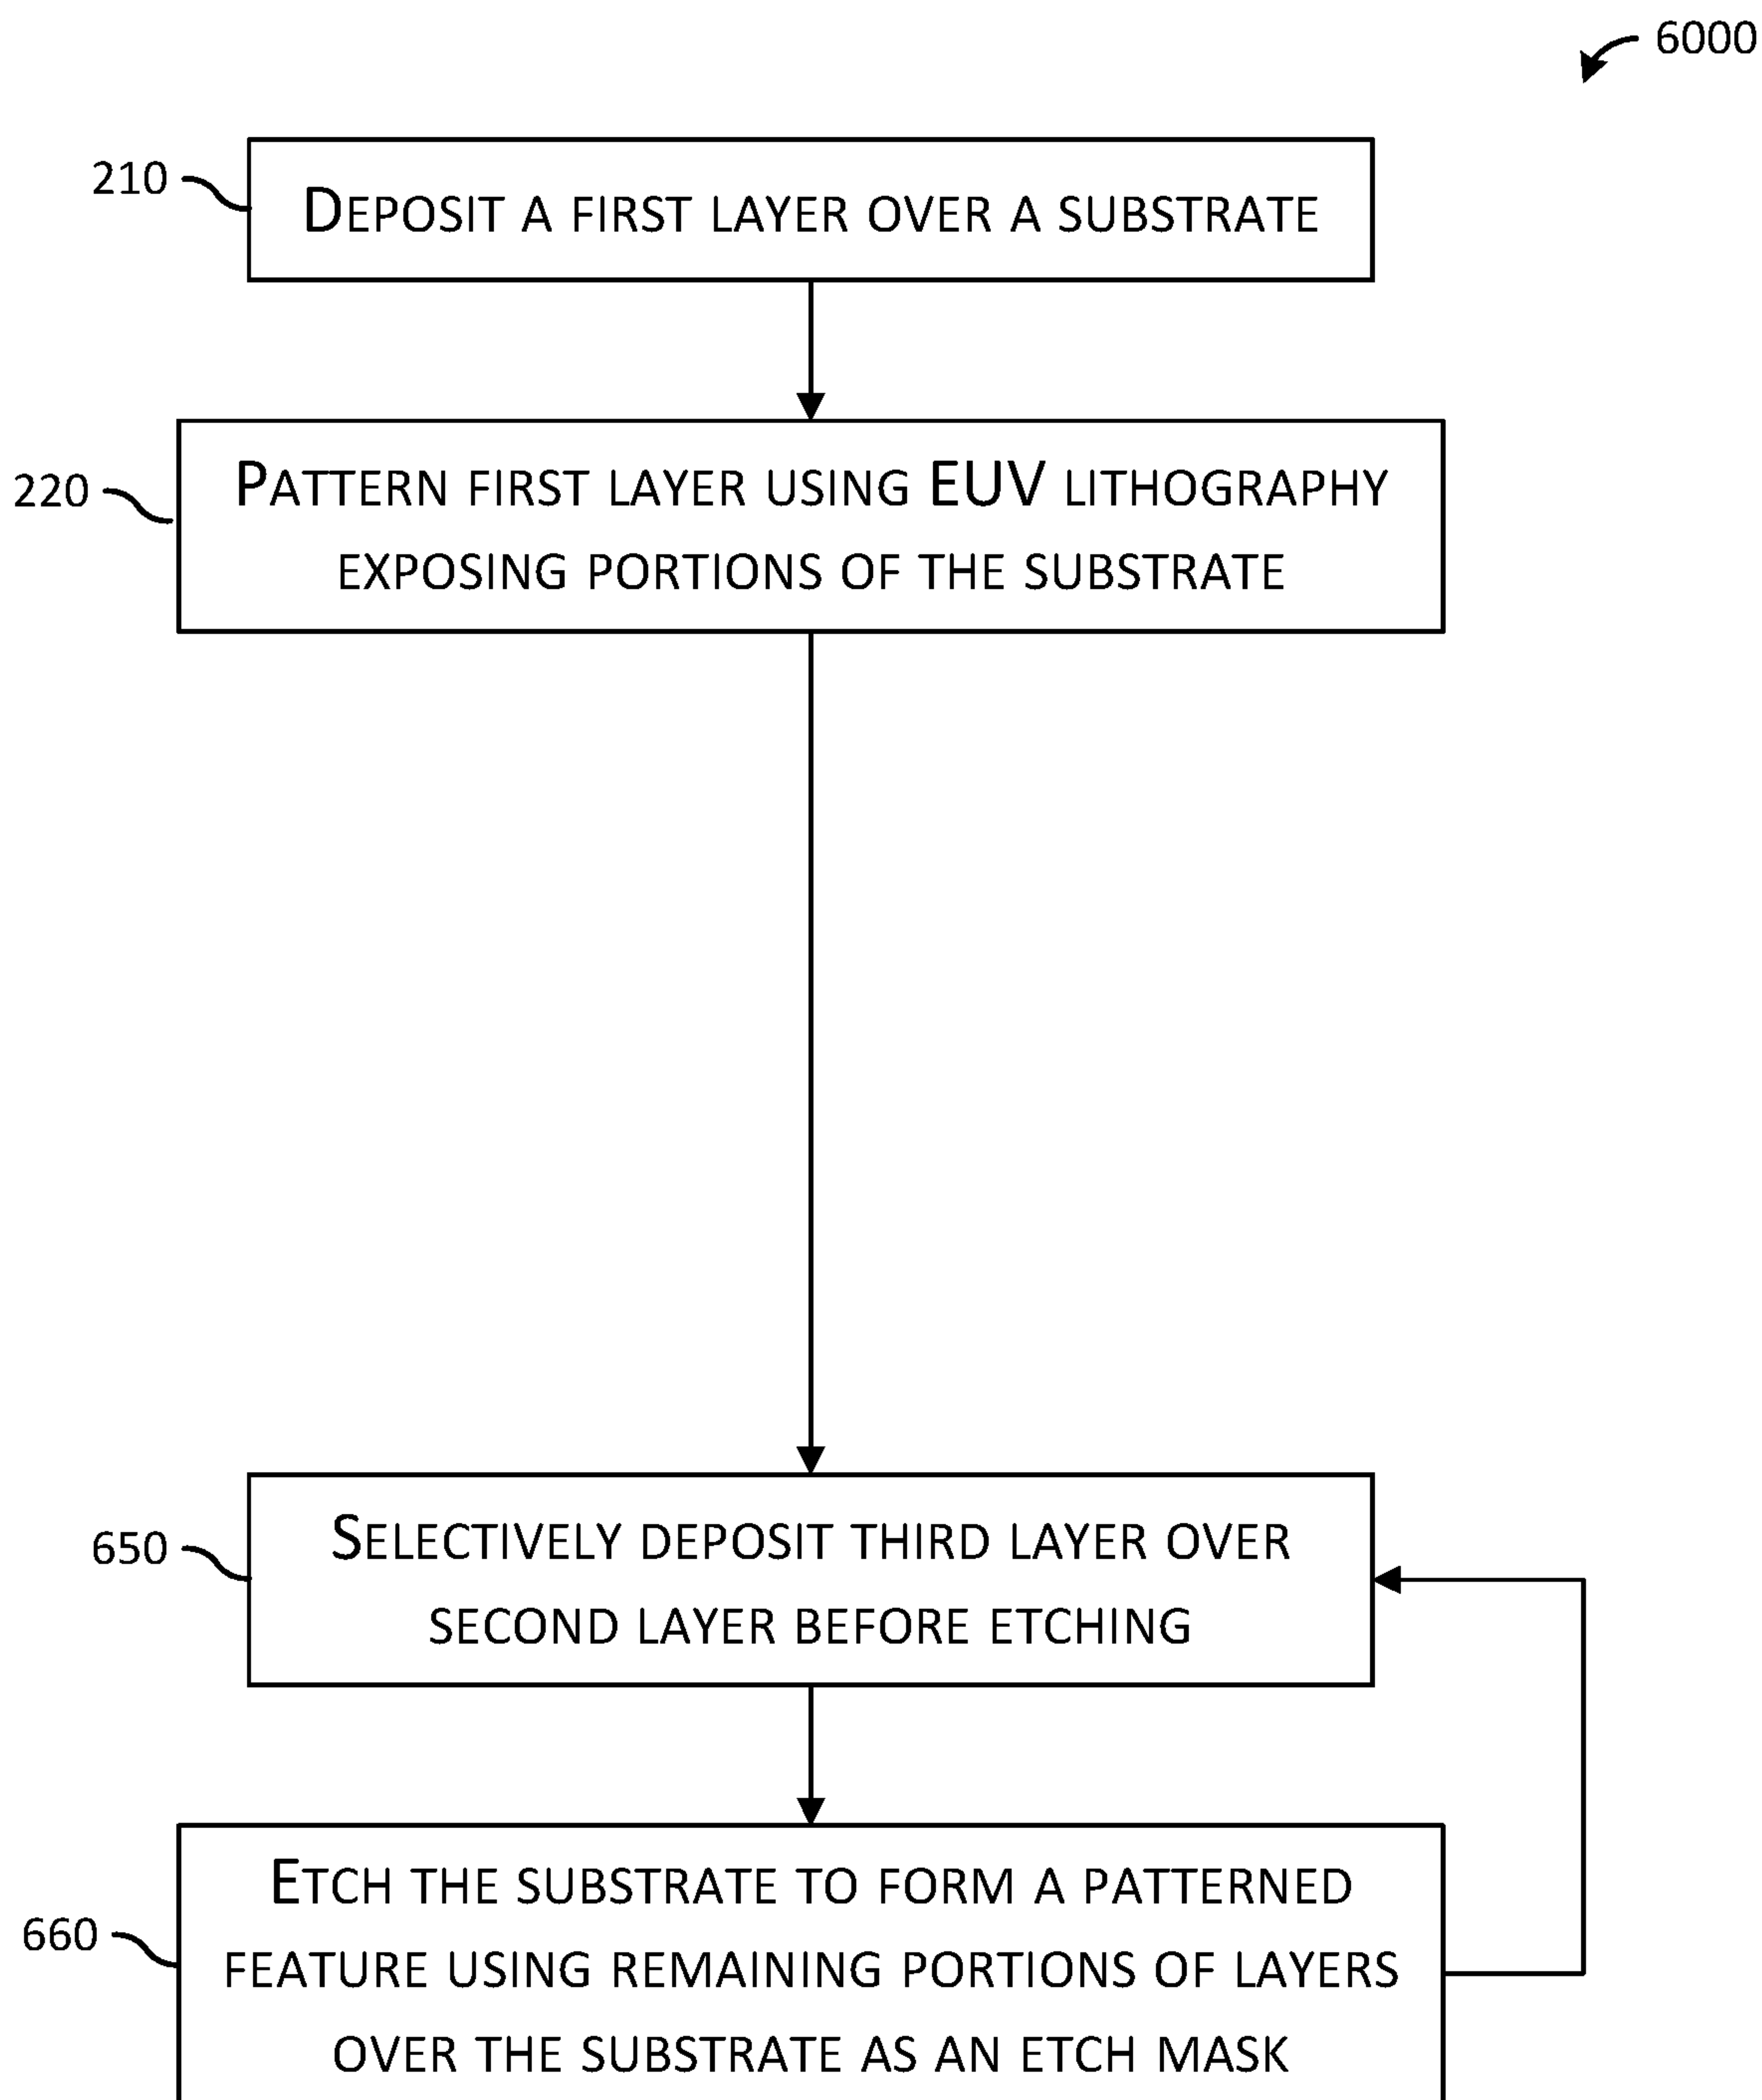 6000
210
DEPOSIT A FIRST LAYER OVER A SUBSTRATE
220
PATTERN FIRST LAYER USING EUV LITHOGRAPHY
EXPOSING PORTIONS OF THE SUBSTRATE
650
SELECTIVELY DEPOSIT THIRD LAYER OVER
SECOND LAYER BEFORE ETCHING
660
ETCH THE SUBSTRATE TO FORM A PATTERNED
FEATURE USING REMAINING PORTIONS OF LAYERS
OVER THE SUBSTRATE AS AN ETCH MASK